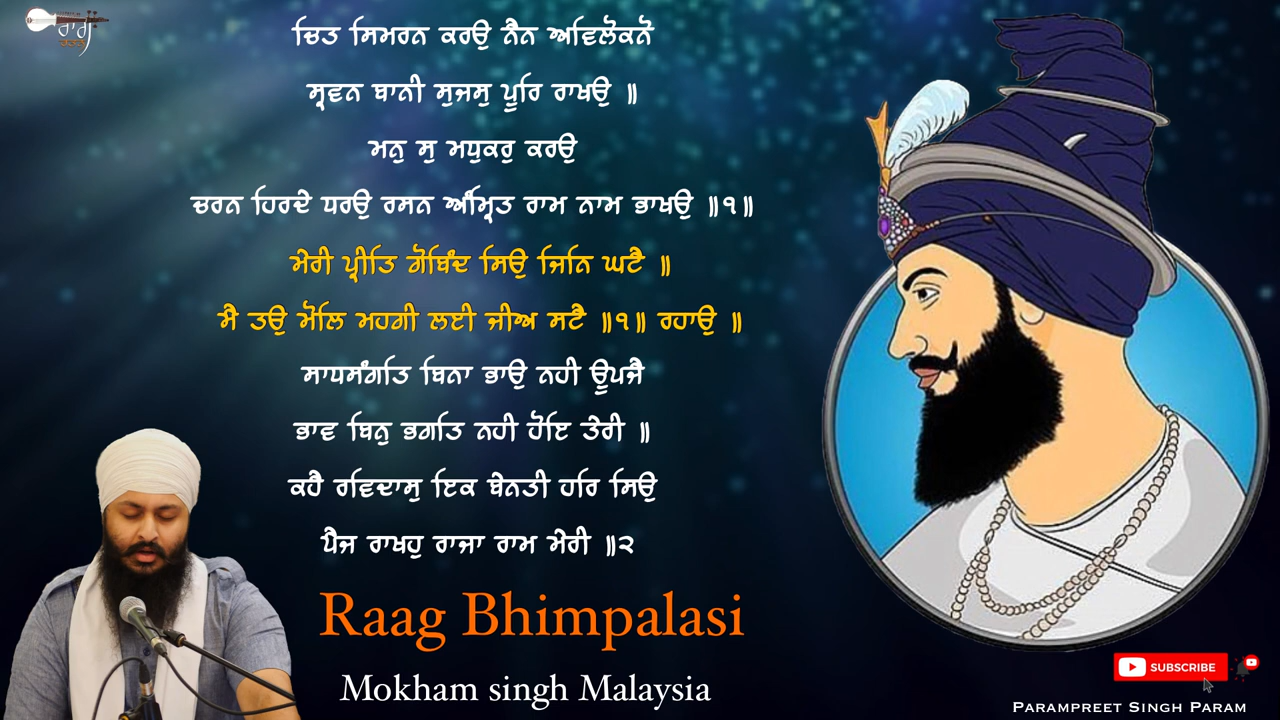 ਰਾਗ
ਰਤਨ
ਚਿਤ ਸਿਮਰਨ ਕਰਉ ਨੈਨ ਅਵਿਲੋਕਨੋ
ਸ੍ਰਵਨ ਬਾਨੀ ਸੁਜਸੁ ਪੂਰਿ ਰਾਖਉ ॥
ਮਨੁ ਸੁ ਮਧੁਕਰੁ ਕਰਉ
ਚਰਨ ਹਿਰਦੇ ਧਰਉ ਰਸਨ ਅੰਮ੍ਰਿਤ ਰਾਮ ਨਾਮ ਭਾਖਉ ॥੧॥
ਮੇਰੀ ਪ੍ਰੀਤਿ ਗੋਬਿੰਦ ਸਿਉ ਜਿਨਿ ਘਟੈ ॥
ਮੈ ਤਉ ਮੋਲਿ ਮਹਗੀ ਲਈ ਜੀਅ ਸਟੈ ॥੧॥ ਰਹਾਉ ॥
ਸਾਧਸੰਗਤਿ ਬਿਨਾ ਭਾਉ ਨਹੀ ਊਪਜੈ
ਭਾਵ ਬਿਨੁ ਭਗਤਿ ਨਹੀ ਹੋਇ ਤੇਰੀ ॥
ਕਹੈ ਰਵਿਦਾਸੁ ਇਕ ਬੇਨਤੀ ਹਰਿ ਸਿਉ
ਪੈਜ ਰਾਖਹੁ ਰਾਜਾ ਰਾਮ ਮੇਰੀ ॥੨
Raag Bhimpalasi
Mokham singh Malaysia
SUBSCRIBE
Parampreet Singh Param